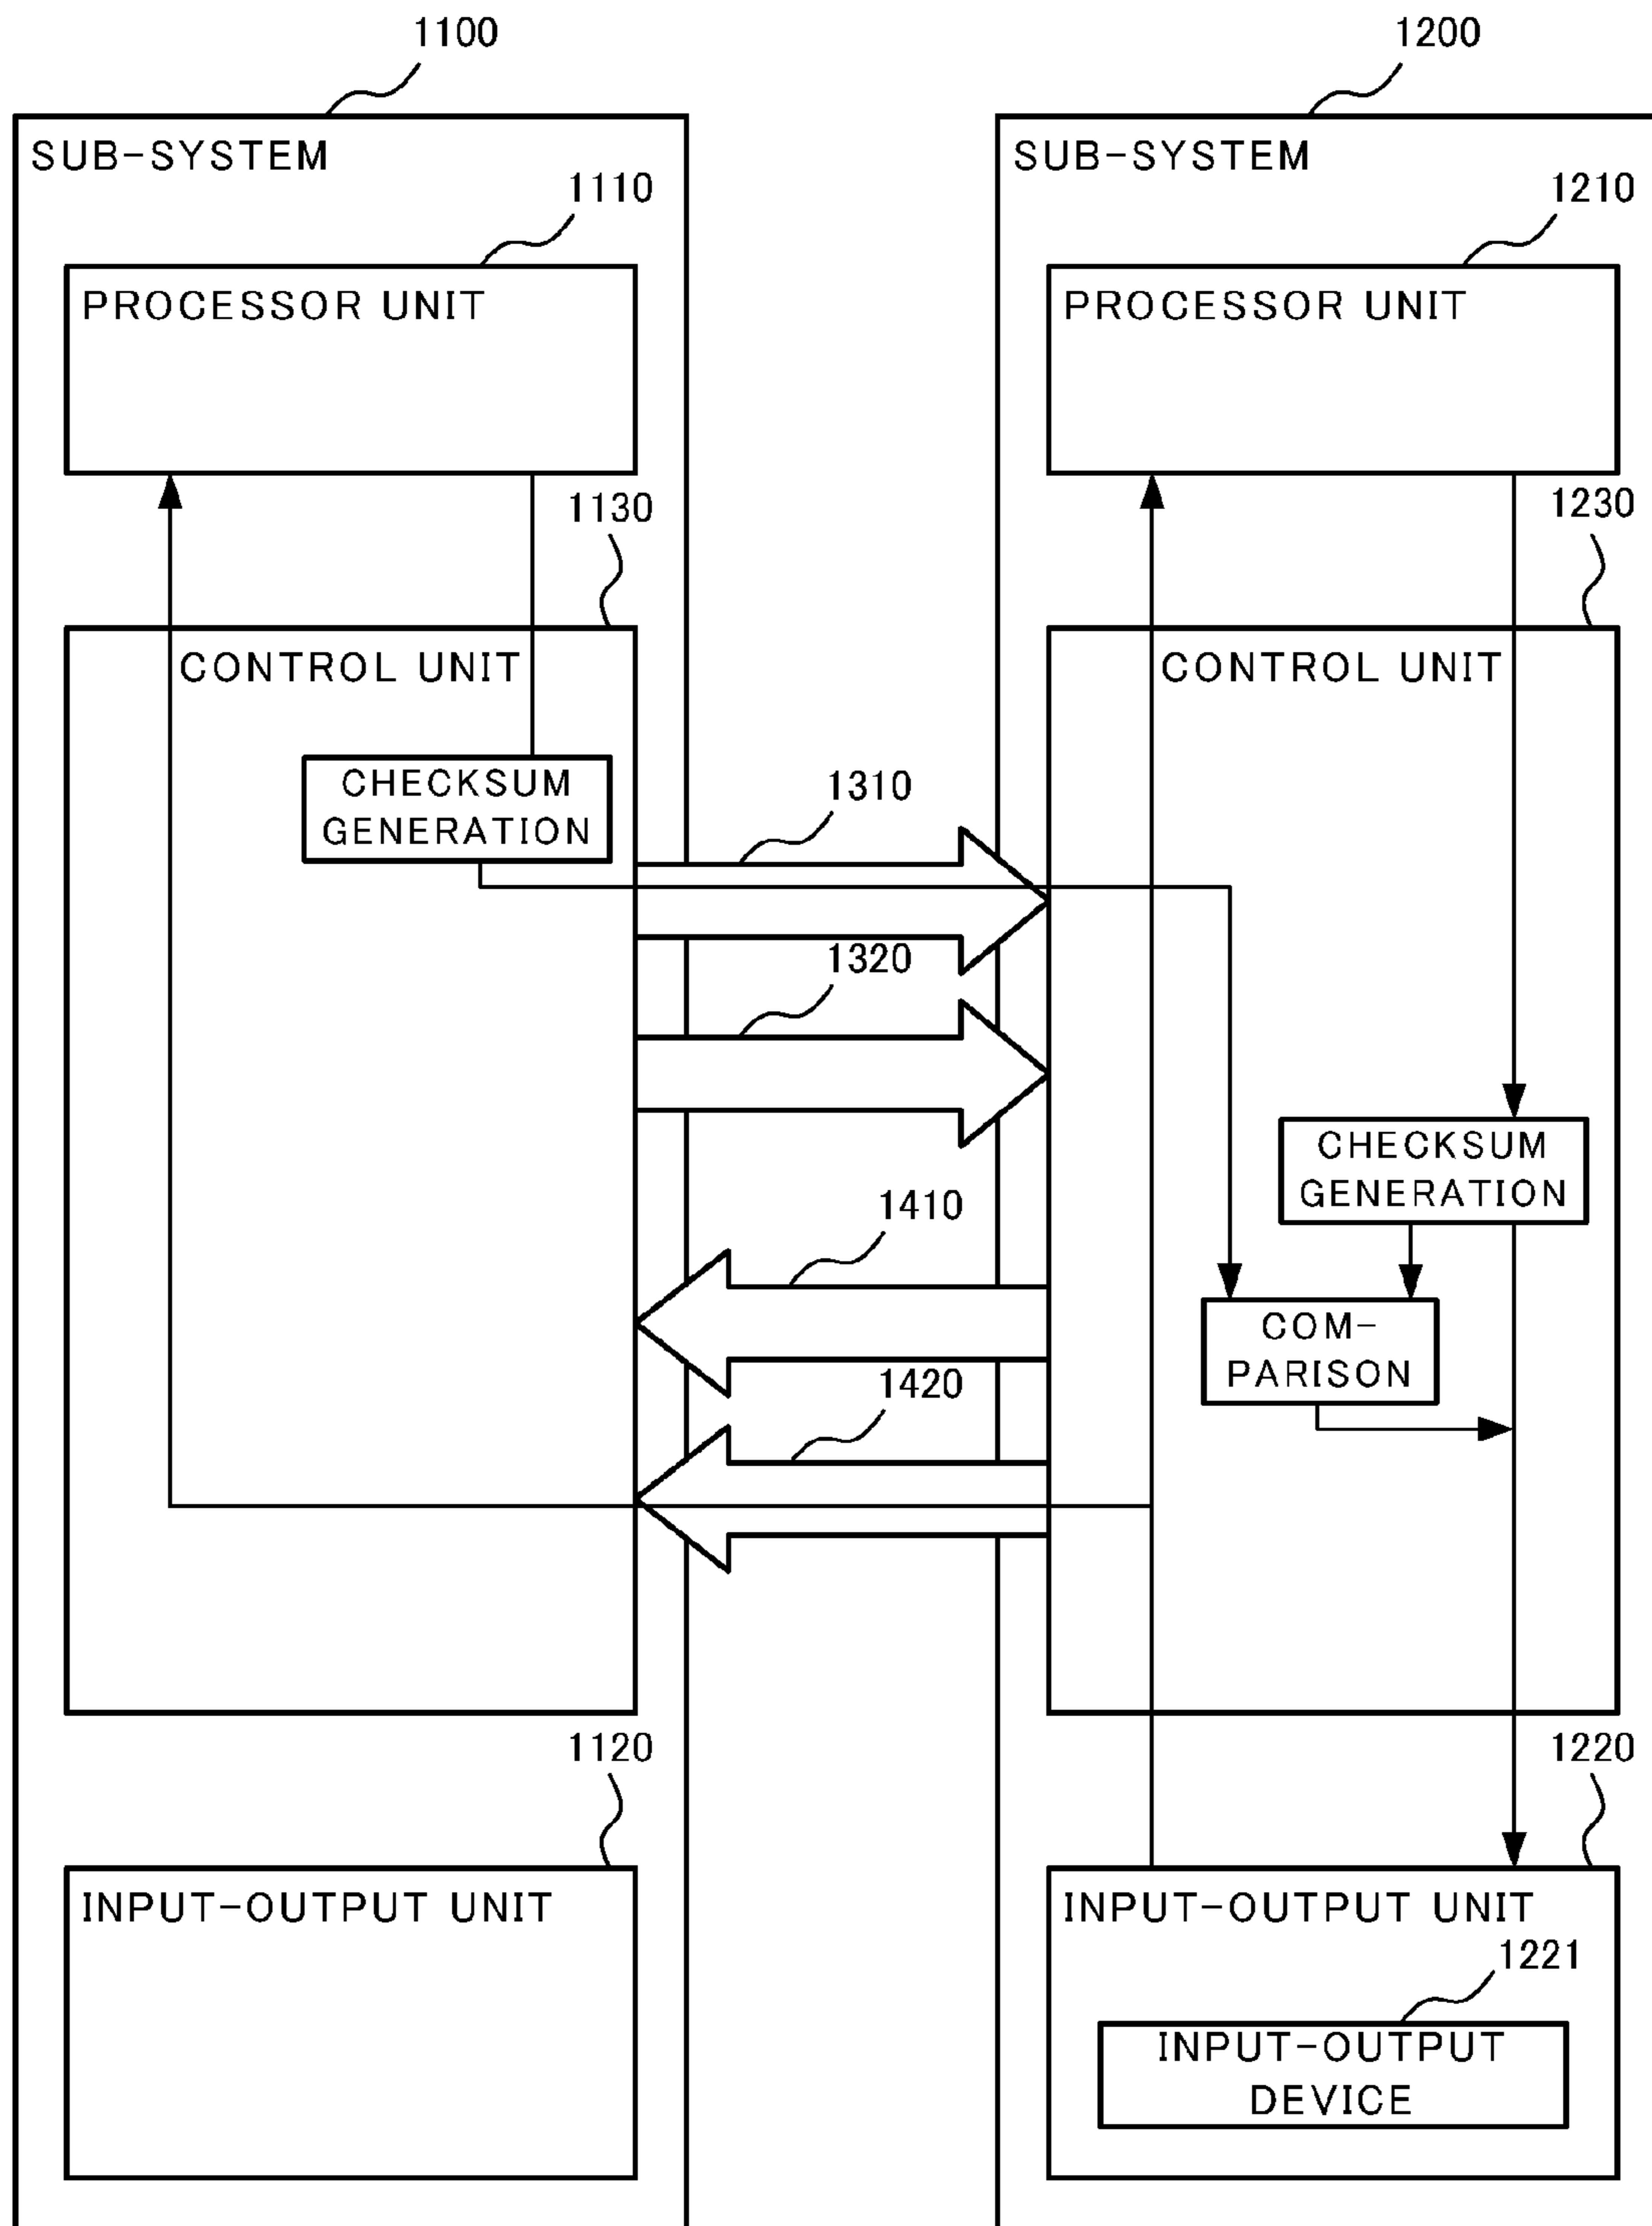 1100
1200
SUB-SYSTEM
SUB-SYSTEM
1110
1210
PROCESSOR UNIT
PROCESSOR UNIT
1130
1230
CONTROL UNIT
CONTROL UNIT
CHECKSUM
GENERATION
1310
1320
CHECKSUM
GENERATION
1410
COM-
PARISON
1420
1120
1220
INPUT-OUTPUT UNIT
INPUT-OUTPUT UNIT
1221
INPUT-OUTPUT
DEVICE